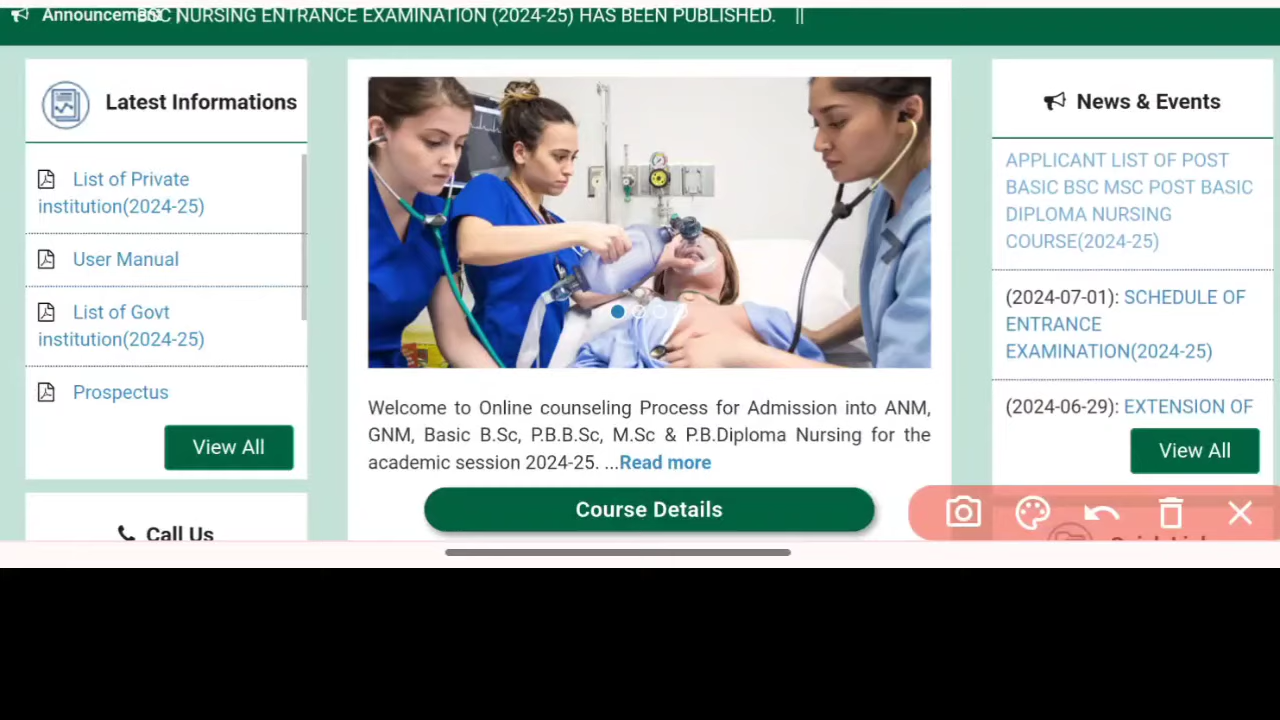 Announcement
BSC NURSING ENTRANCE EXAMINATION (2024-25) HAS BEEN PUBLISHED. ||
Latest Informations
List of Private
institution(2024-25)
User Manual
List of Govt
institution(2024-25)
Prospectus
View All
Call Us
Welcome to Online counseling Process for Admission into ANM,
GNM, Basic B.Sc, P.B.B.Sc, M.Sc & P.B.Diploma Nursing for the
academic session 2024-25. ...Read more
Course Details
News & Events
APPLICANT LIST OF POST
BASIC BSC MSC POST BASIC
DIPLOMA NURSING
COURSE(2024-25)
(2024-07-01): SCHEDULE OF
ENTRANCE
EXAMINATION(2024-25)
(2024-06-29): EXTENSION OF
View All